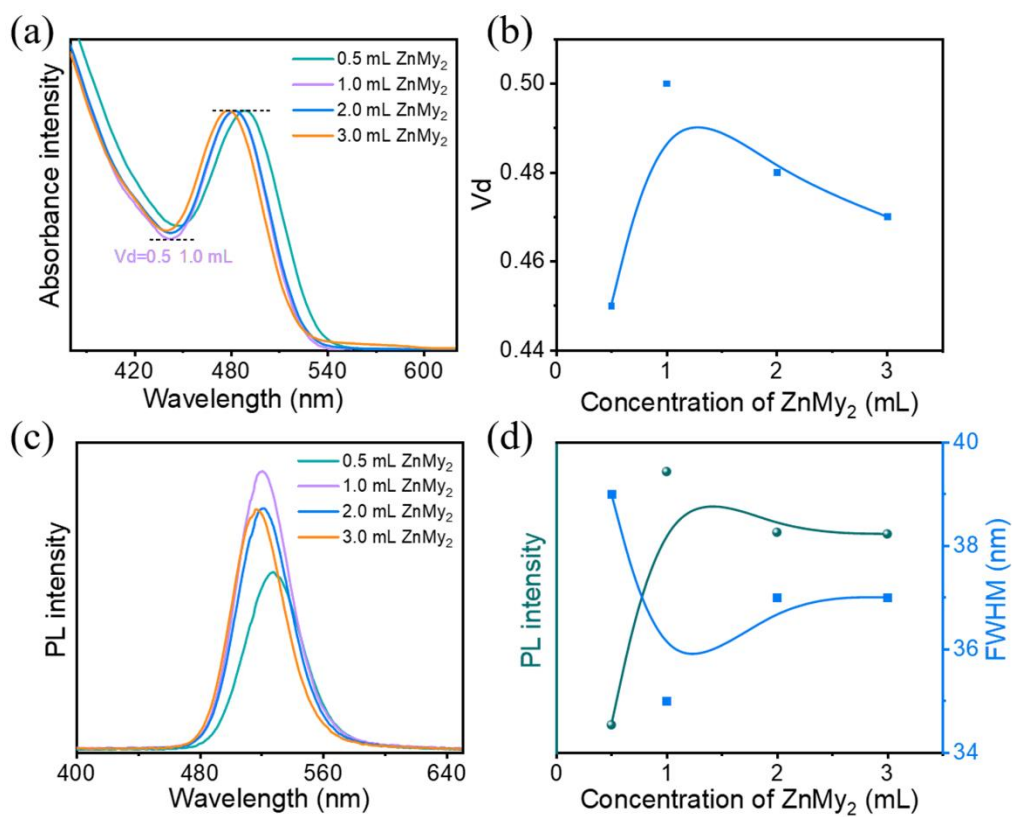 (a)
Absorbance intensity
0.5 mL ZnMy₂
1.0 mL ZnMy₂
2.0 mL ZnMy₂
3.0 mL ZnMy₂
Vd=0.5 1.0 mL
420 480 540 600
Wavelength (nm)
(b)
Vd
0.50
0.48
0.46
0.44
0 1 2 3
Concentration of ZnMy₂ (mL)
(c)
PL intensity
0.5 mL ZnMy₂
1.0 mL ZnMy₂
2.0 mL ZnMy₂
3.0 mL ZnMy₂
400 480 560 640
Wavelength (nm)
(d)
PL intensity
40
38
36
34
FWHM (nm)
0 1 2 3
Concentration of ZnMy₂ (mL)